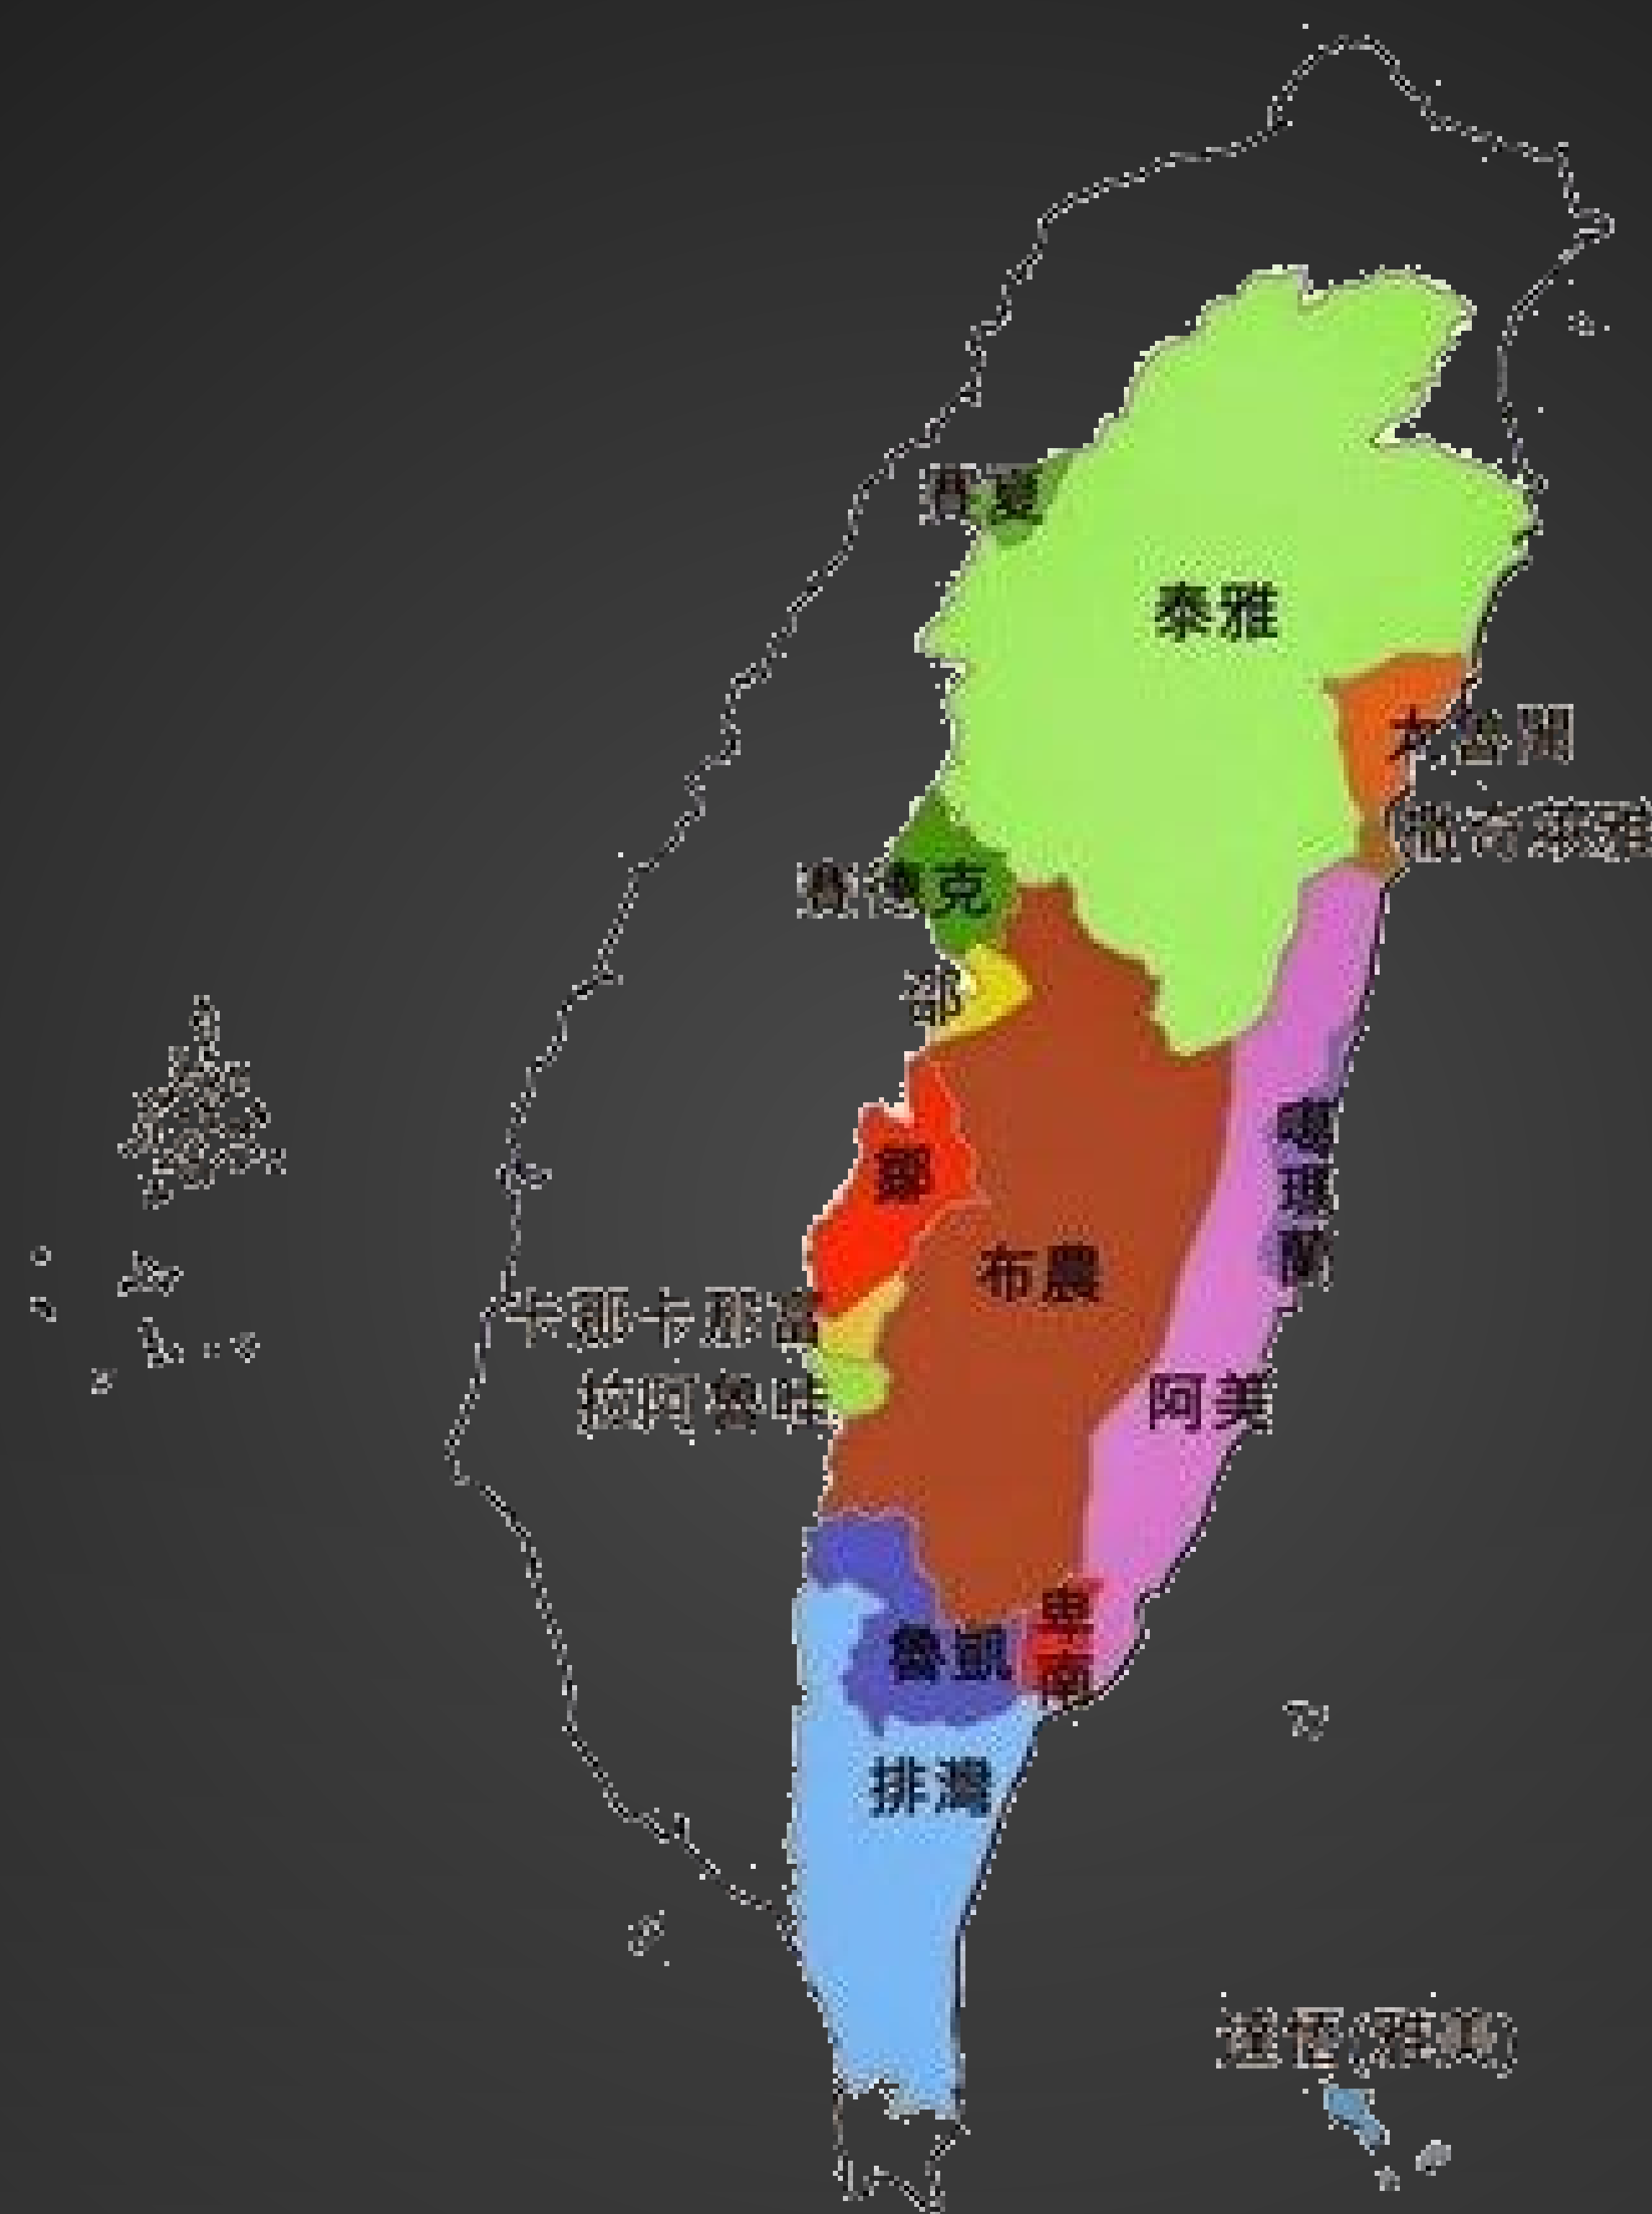 賽夏
泰雅
太魯閣
撒奇萊雅
賽德克
邵
鄒
噶瑪蘭
布農
卡那卡那富
拉阿魯哇
阿美
卑南
魯凱
排灣
達悟(雅美)